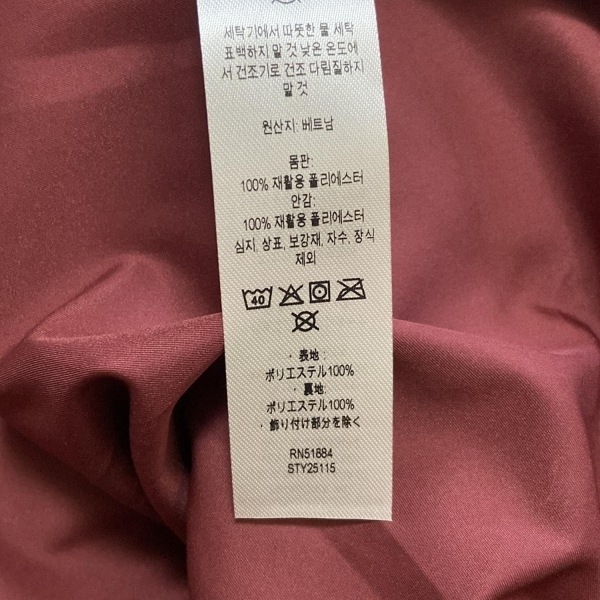 세탁기에서 따뜻한 물 세탁
표백하지 말 것 낮은 온도에
서 건조기로 건조 다림질하지
말 것
원산지: 베트남
몸판:
100% 재활용 폴리에스터
안감:
100% 재활용 폴리에스터
심지, 상표, 보강재, 자수, 장식
제외
40
・表地 :
ポリエステル100%
・裏地 :
ポリエステル100%
・飾り付け部分を除く
RN51884
STY25115